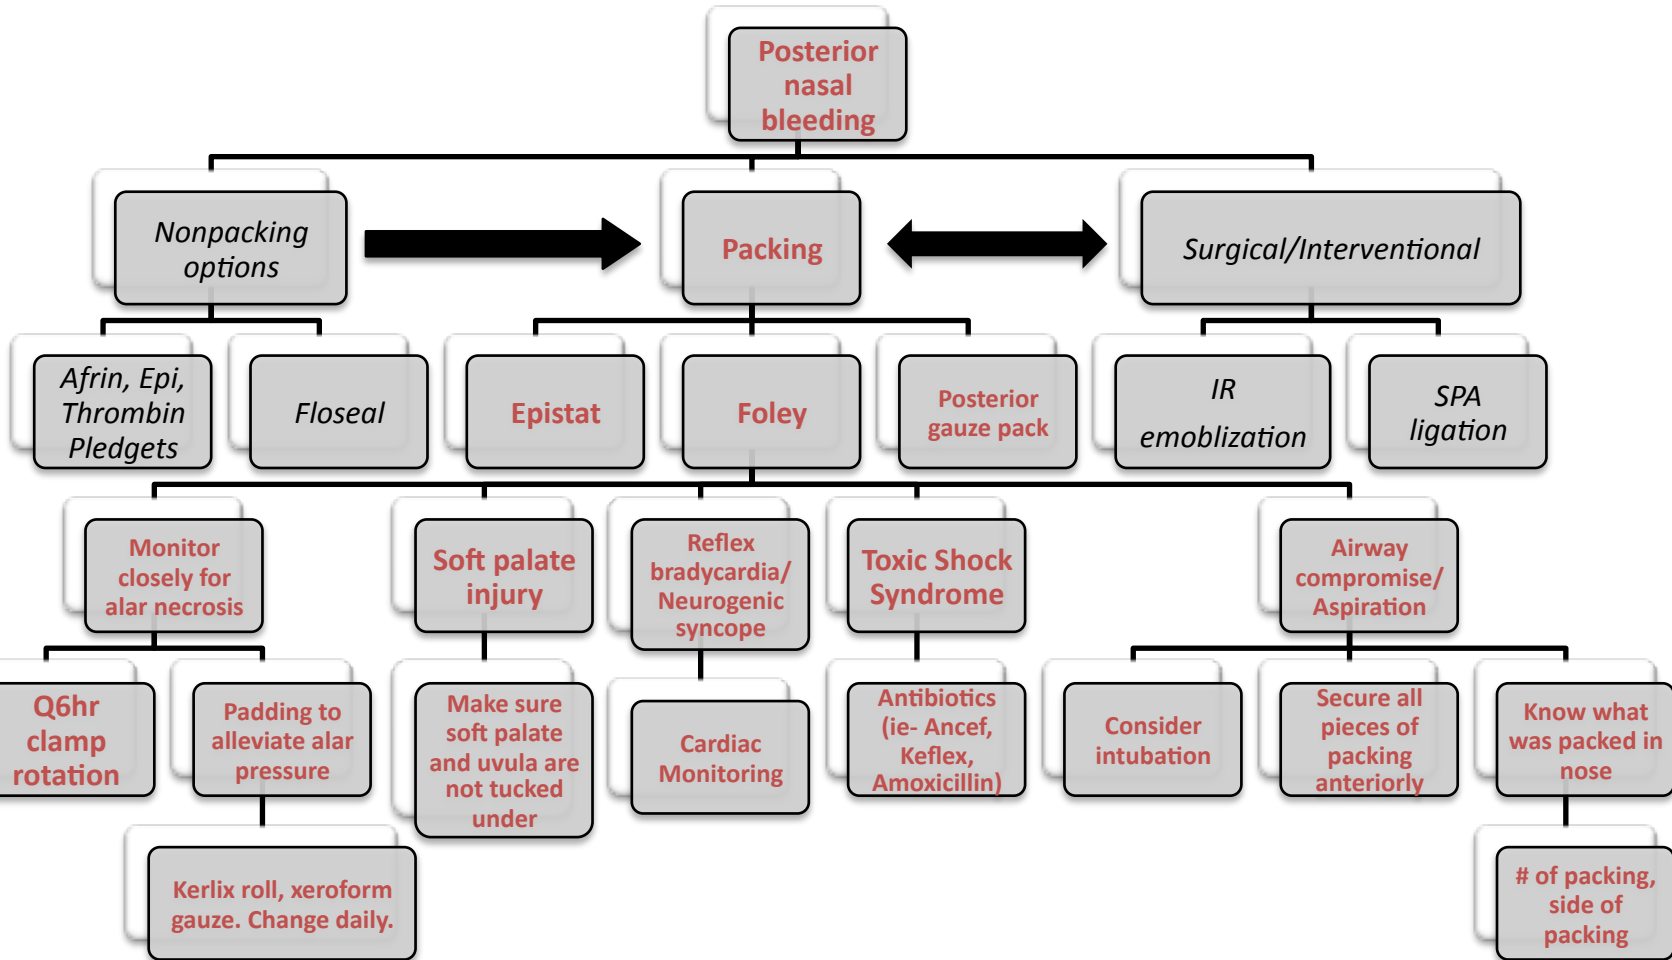 Posterior
nasal
bleeding
Nonpacking
options
Packing
Surgical/Interventional
Afrin, Epi,
Thrombin
Pledgets
Floseal
Epistat
Foley
Posterior
gauze pack
IR
emoblization
SPA
ligation
Monitor
closely for
alar necrosis
Soft palate
injury
Reflex
bradycardia/
Neurogenic
syncope
Toxic Shock
Syndrome
Airway
compromise/
Aspiration
Q6hr
clamp
rotation
Padding to
alleviate alar
pressure
Make sure
soft palate
and uvula are
not tucked
under
Cardiac
Monitoring
Antibiotics
(ie- Ancef,
Keflex,
Amoxicillin)
Consider
intubation
Secure all
pieces of
packing
anteriorly
Know what
was packed in
nose
Kerlix roll, xeroform
gauze. Change daily.
# of packing,
side of
packing